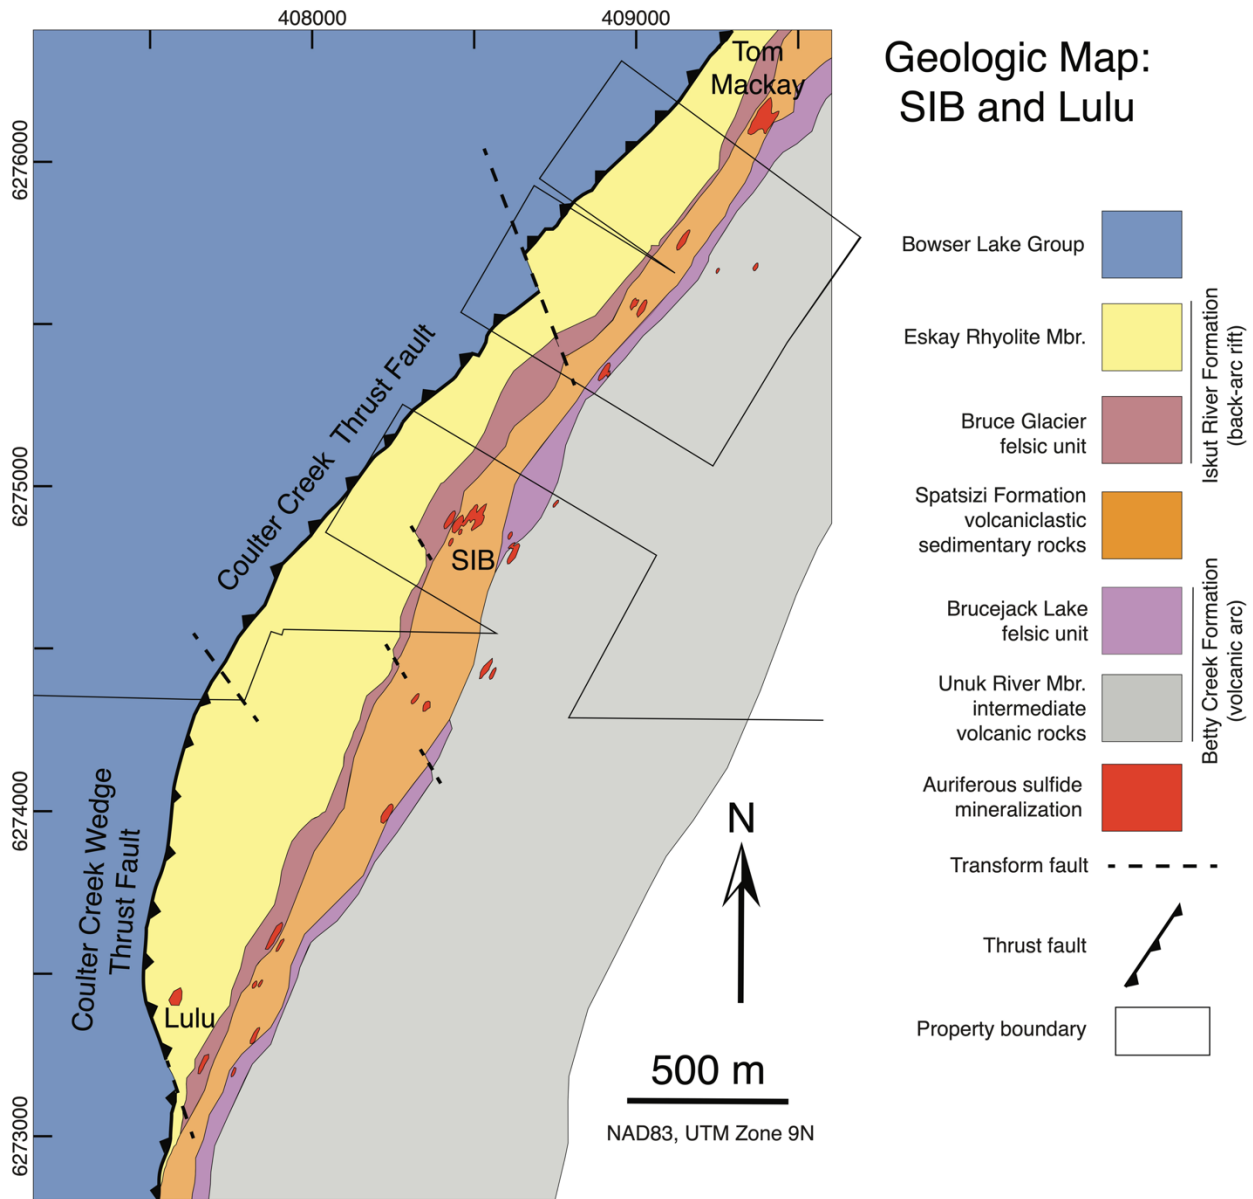 408000
409000
Geologic Map:
SIB and Lulu
Tom
Mackay
6276000
6275000
6274000
6273000
Coulter Creek Thrust Fault
Coulter Creek Wedge
Thrust Fault
SIB
Lulu
N
500 m
NAD83, UTM Zone 9N
Bowser Lake Group
Eskay Rhyolite Mbr.
Bruce Glacier
felsic unit
Iskut River Formation
(back-arc rift)
Spatsizi Formation
volcaniclastic
sedimentary rocks
Brucejack Lake
felsic unit
Unuk River Mbr.
intermediate
volcanic rocks
Betty Creek Formation
(volcanic arc)
Auriferous sulfide
mineralization
Transform fault
Thrust fault
Property boundary